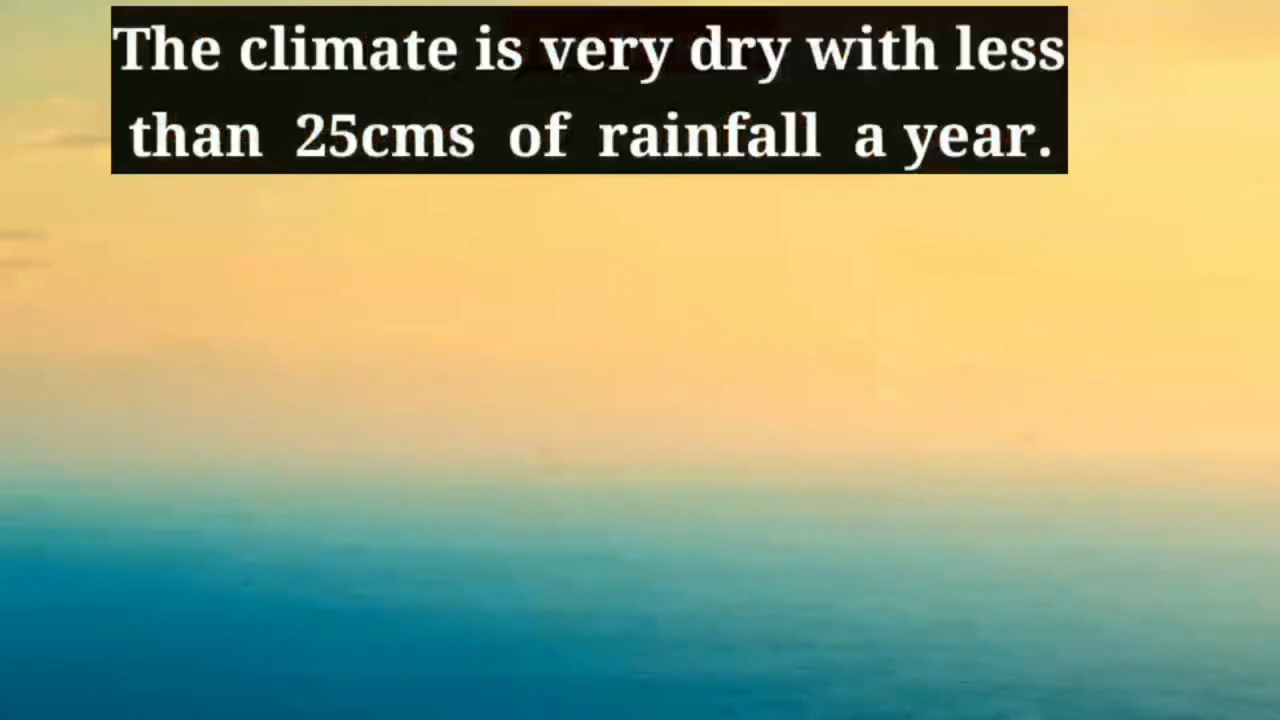 The climate is very dry with less
than 25cms of rainfall a year.